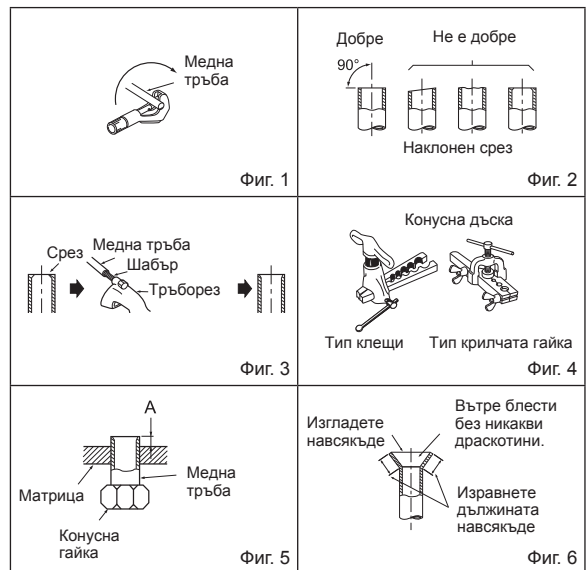 Медна
тръба
Фиг. 1
Добре
Не е добре
90°
Наклонен срез
Фиг. 2
Срез
Медна тръба
Шабър
Тръборез
Фиг. 3
Конусна дъска
Тип клещи
Тип крилчата гайка
Фиг. 4
A
Матрица
Медна
тръба
Конусна
гайка
Фиг. 5
Изгладете
навсякъде
Вътре блести
без никакви
драскотини.
Изравнете
дължината
навсякъде
Фиг. 6